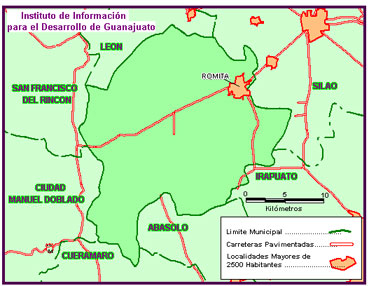 Instituto de Información
para el Desarrollo de Guanajuato
LEON
ROMITA
SILAO
SAN FRANCISCO
DEL RINCON
IRAPUATO
CIUDAD
MANUEL DOBLADO
0 5 10
Kilómetros
ABASOLO
CUERAMARO
Limite Municipal
Carreteras Pavimentadas
Localidades Mayores de
2500 Habitantes